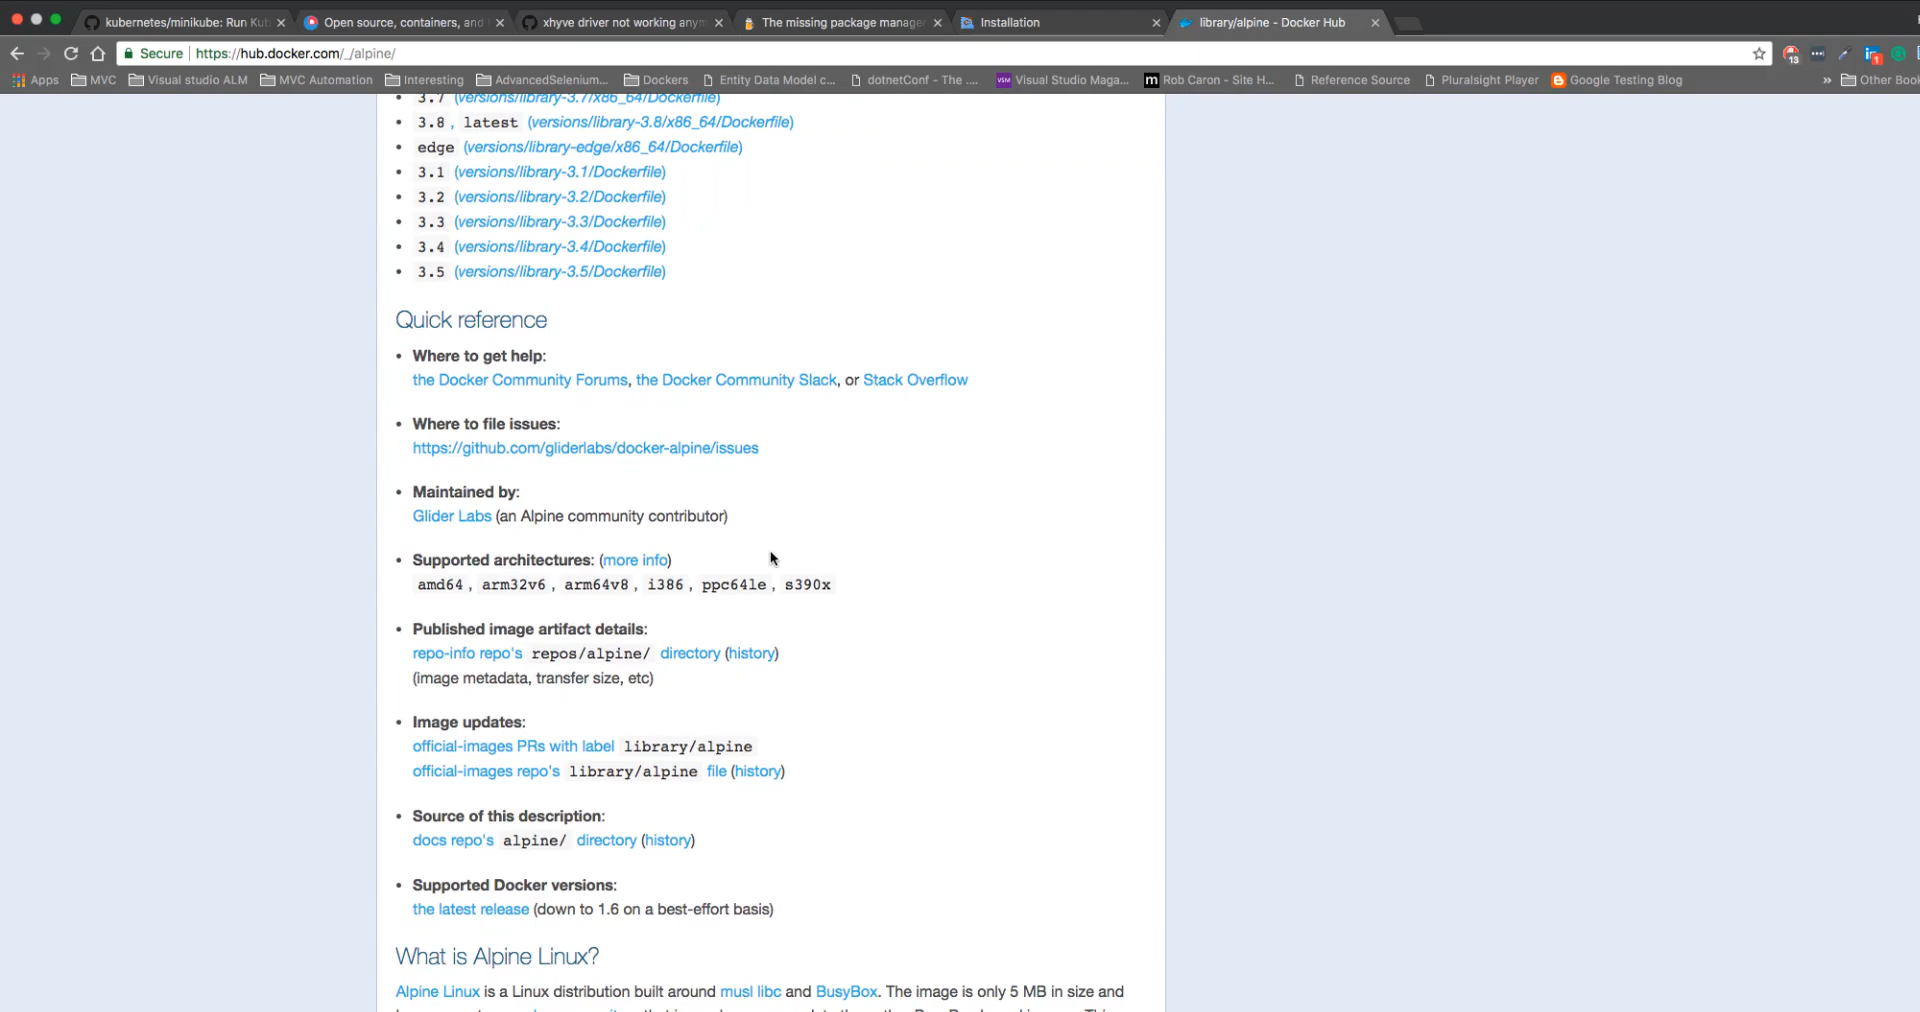 kubernetes/minikube: Run Kub
Open source, containers, and
xhyve driver not working anym
The missing package manager
Installation
library/alpine - Docker Hub
Secure
https://hub.docker.com/_/alpine/
13
1
Apps
MVC
Visual studio ALM
MVC Automation
Interesting
AdvancedSelenium...
Dockers
Entity Data Model c...
dotnetConf - The ....
VSM
Visual Studio Maga...
m
Rob Caron - Site H...
Reference Source
Pluralsight Player
Google Testing Blog
»
Other Book
• 3.7 (versions/library-3.7/x86_64/Dockerfile)
• 3.8, latest (versions/library-3.8/x86_64/Dockerfile)
• edge (versions/library-edge/x86_64/Dockerfile)
• 3.1 (versions/library-3.1/Dockerfile)
• 3.2 (versions/library-3.2/Dockerfile)
• 3.3 (versions/library-3.3/Dockerfile)
• 3.4 (versions/library-3.4/Dockerfile)
• 3.5 (versions/library-3.5/Dockerfile)
Quick reference
• Where to get help:
the Docker Community Forums, the Docker Community Slack, or Stack Overflow
• Where to file issues:
https://github.com/gliderlabs/docker-alpine/issues
• Maintained by:
Glider Labs (an Alpine community contributor)
• Supported architectures: (more info)
amd64, arm32v6, arm64v8, i386, ppc64le, s390x
• Published image artifact details:
repo-info repo's repos/alpine/ directory (history)
(image metadata, transfer size, etc)
• Image updates:
official-images PRs with label library/alpine
official-images repo's library/alpine file (history)
• Source of this description:
docs repo's alpine/ directory (history)
• Supported Docker versions:
the latest release (down to 1.6 on a best-effort basis)
What is Alpine Linux?
Alpine Linux is a Linux distribution built around musl libc and BusyBox. The image is only 5 MB in size and